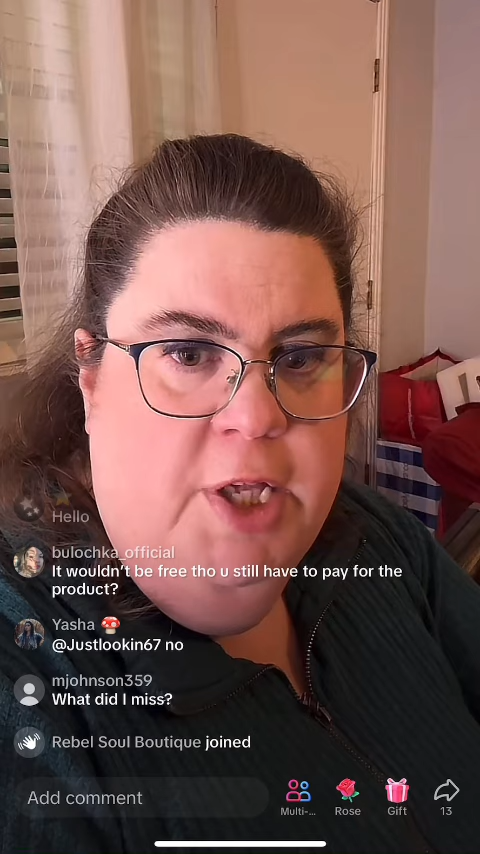 Hello
bulochka_official
It wouldn't be free tho u still have to pay for the
product?
Yasha 🍄
@Justlookin67 no
mjohnson359
What did I miss?
Rebel Soul Boutique joined
Add comment
Multi-...
Rose
Gift
13